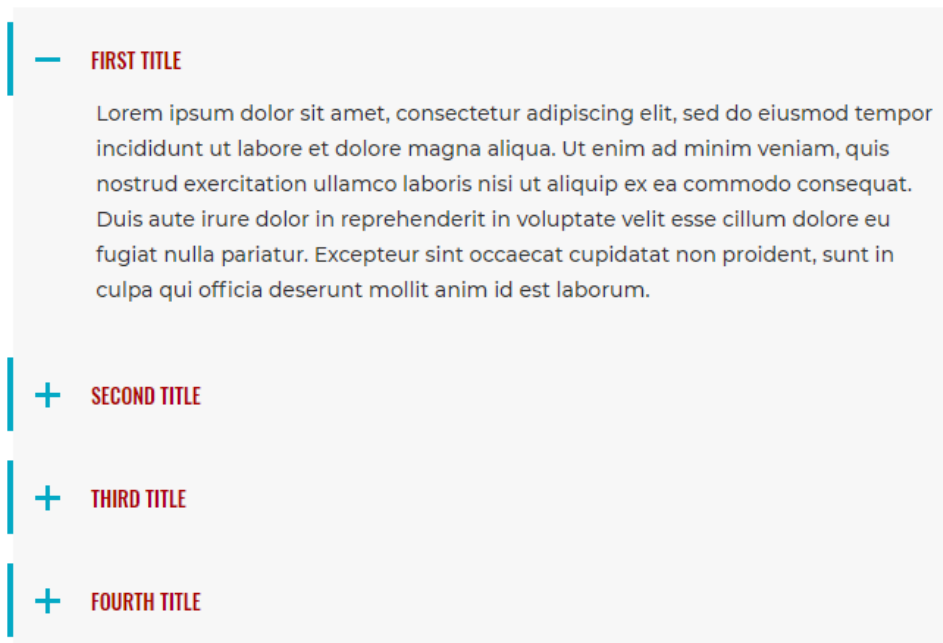 FIRST TITLE
Lorem ipsum dolor sit amet, consectetur adipiscing elit, sed do eiusmod tempor
incididunt ut labore et dolore magna aliqua. Ut enim ad minim veniam, quis
nostrud exercitation ullamco laboris nisi ut aliquip ex ea commodo consequat.
Duis aute irure dolor in reprehenderit in voluptate velit esse cillum dolore eu
fugiat nulla pariatur. Excepteur sint occaecat cupidatat non proident, sunt in
culpa qui officia deserunt mollit anim id est laborum.
SECOND TITLE
THIRD TITLE
FOURTH TITLE